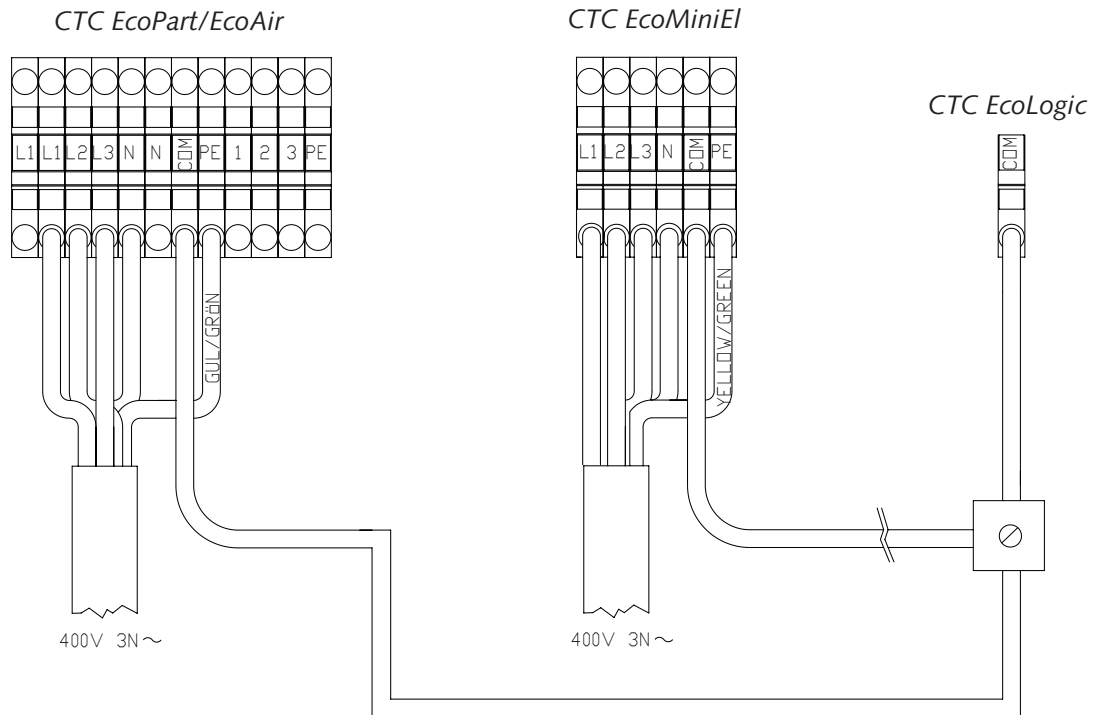 CTC EcoPart/EcoAir
CTC EcoMiniEl
CTC EcoLogic
L1 L1 L2 L3 N N COM PE 1 2 3 PE
L1 L2 L3 N COM PE
COM
GUL/GRÖN
YELLOW/GREEN
400V 3N~
400V 3N~